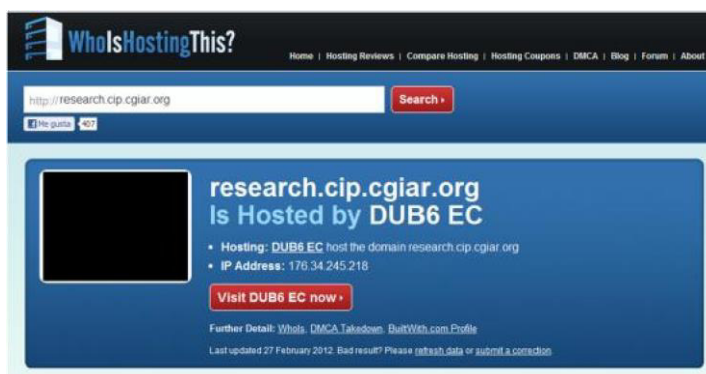 WhoIsHostingThis?
Home | Hosting Reviews | Compare Hosting | Hosting Coupons | DMCA | Blog | Forum | About
http://research.cip.cgiar.org
Search
Me gusta 407
research.cip.cgiar.org
Is Hosted by DUB6 EC
• Hosting: DUB6 EC host the domain research.cip.cgiar.org
• IP Address: 176.34.245.218
Visit DUB6 EC now
Further Detail: WhoIs, DMCA Takedown, BuiltWith.com Profile
Last updated 27 February 2012. Bad result? Please refresh data or submit a correction.